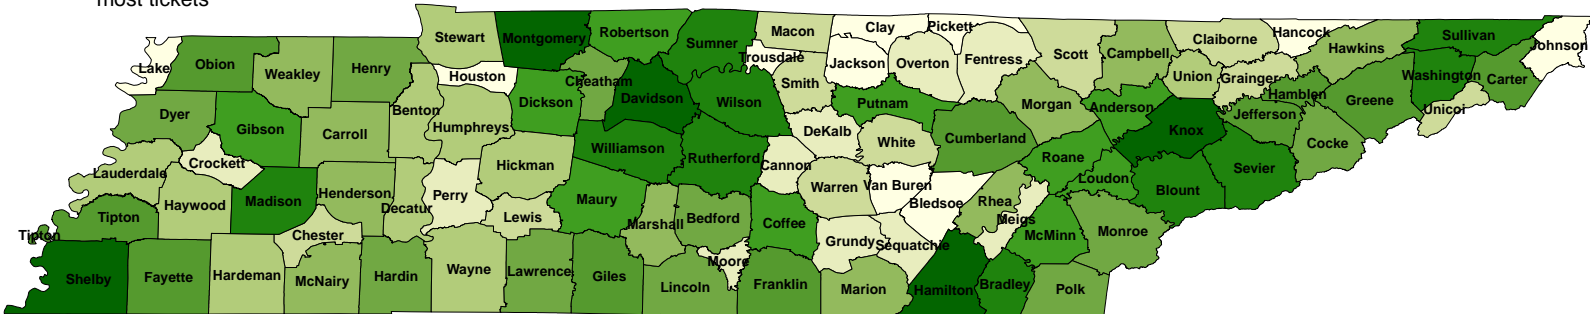 most tickets
Stewart
Montgomery
Robertson
Sumner
Macon
Clay
Pickett
Scott
Campbell
Claiborne
Hancock
Hawkins
Sullivan
Johnson
Lake
Obion
Weakley
Henry
Houston
Cheatham
Trousdale
Jackson
Overton
Fentress
Union
Grainger
Hamblen
Washington
Carter
Smith
Dyer
Gibson
Carroll
Benton
Humphreys
Dickson
Davidson
Wilson
Putnam
Morgan
Anderson
Knox
Jefferson
Greene
Unicoi
Cocke
Lauderdale
Crockett
Williamson
Rutherford
DeKalb
White
Cumberland
Cannon
Roane
Loudon
Blount
Sevier
Haywood
Madison
Henderson
Decatur
Perry
Hickman
Lewis
Maury
Marshall
Bedford
Coffee
Warren
Van Buren
Bledsoe
Rhea
Meigs
McMinn
Monroe
Tipton
Tipton
Chester
Grundy
Sequatchie
Moore
Shelby
Fayette
Hardeman
McNairy
Hardin
Wayne
Lawrence
Giles
Lincoln
Franklin
Marion
Hamilton
Bradley
Polk